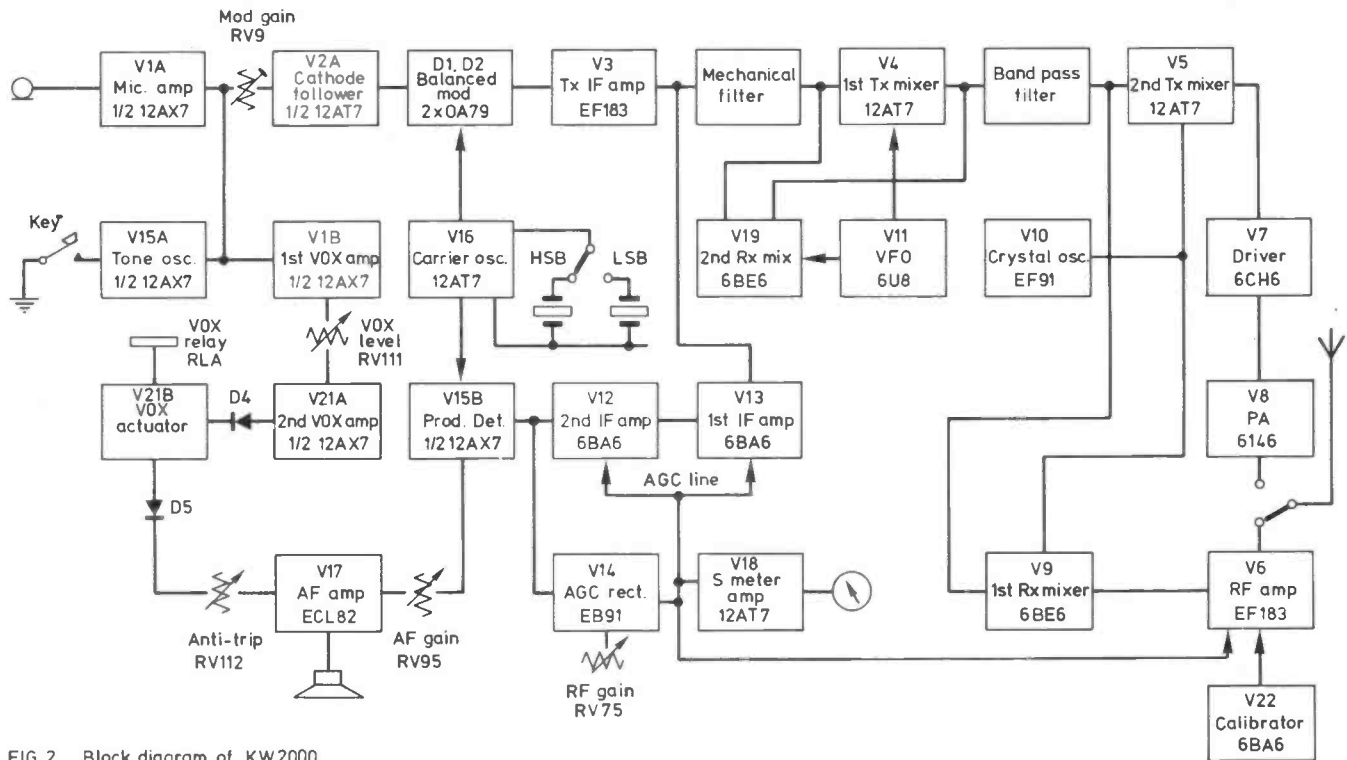 Mod gain
RV9
V1A
Mic. amp
1/2 12AX7
V2A
Cathode
follower
1/2 12AT7
D1, D2
Balanced
mod
2xOA79
V3
Tx IF amp
EF183
Mechanical
filter
V4
1st Tx mixer
12AT7
Band pass
filter
V5
2nd Tx mixer
12AT7
Key
V15A
Tone osc.
1/2 12AX7
V1B
1st VOX amp
1/2 12AX7
V16
Carrier osc.
12AT7
HSB
LSB
V19
2nd Rx mix
6BE6
V11
VFO
6U8
V10
Crystal osc.
EF91
V7
Driver
6CH6
VOX
relay
RLA
VOX
level
RV111
V21B
VOX
actuator
D4
V21A
2nd VOX amp
1/2 12AX7
V15B
Prod. Det.
1/2 12AX7
V12
2nd IF amp
6BA6
V13
1st IF amp
6BA6
V8
PA
6146
AGC line
D5
V17
AF amp
ECL82
Anti-trip
RV112
AF gain
RV95
V14
AGC rect.
EB91
RF gain
RV75
V18
S meter
amp
12AT7
V9
1st Rx mixer
6BE6
V6
RF amp
EF183
V22
Calibrator
6BA6
FIG 2. Block diagram of KW2000